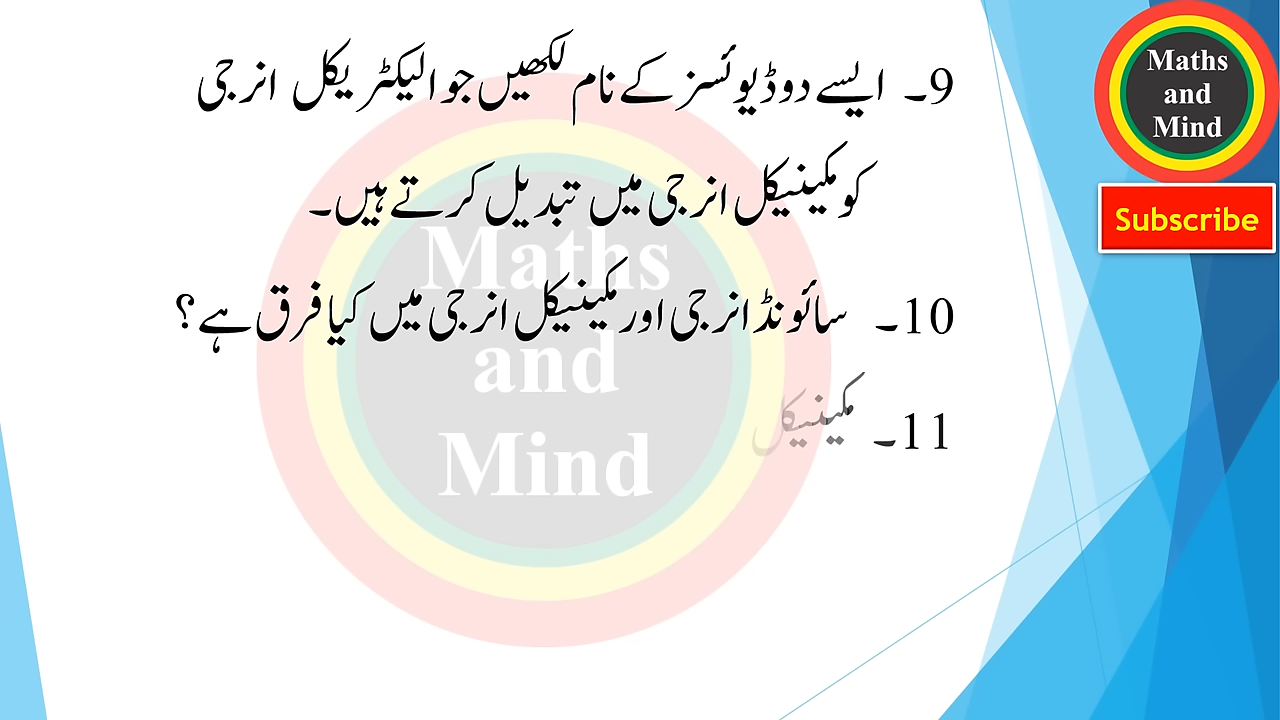 9۔ ایسے دو ڈیوئسز کے نام لکھیں جو الیکٹریکل انرجی
کو مکینیکل انرجی میں تبدیل کرتے ہیں۔
10۔ سائونڈ انرجی اور مکینیکل انرجی میں کیا فرق ہے؟
11۔ مکینیکل
Maths
and
Mind
Subscribe
Maths
and
Mind